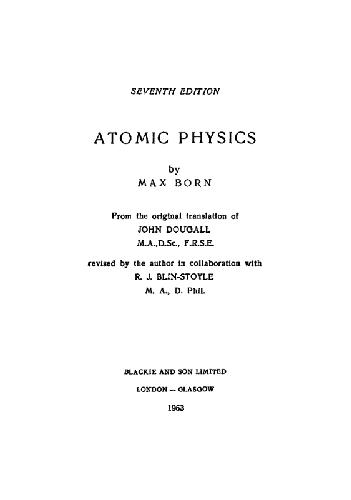 SEVENTH EDITION
ATOMIC PHYSICS
by
MAX BORN
From the original translation of
JOHN DOUGALL
M.A.,D.Sc., F.R.S.E.
revised by the author in collaboration with
R. J. BLIN-STOYLE
M. A., D. Phil.
BLACKIE AND SON LIMITED
LONDON — GLASGOW
1963